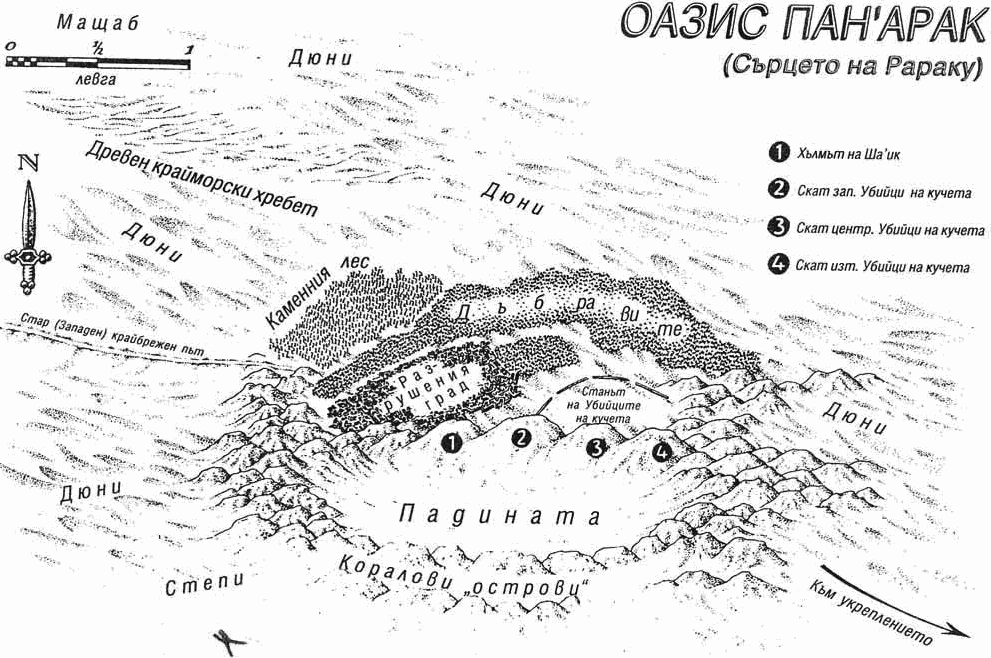 Мащаб
0 ½ 1
левга
ОАЗИС ПАН'АРАК
(Сърцето на Рараку)
Дюни
N
Древен крайморски хребет
Дюни
Дюни
1 Хълмът на Ша'ик
2 Скат зап. Убийци на кучета
3 Скат центр. Убийци на кучета
4 Скат изт. Убийци на кучета
Каменния лес
Дъбравите
Стар (Западен) крайбрежен път
раз-
рушения
град
Станът
на Убийците
на кучета
Дюни
1 2 3 4
Дюни
Падината
Степи
Коралови „острови“
Към укреплението